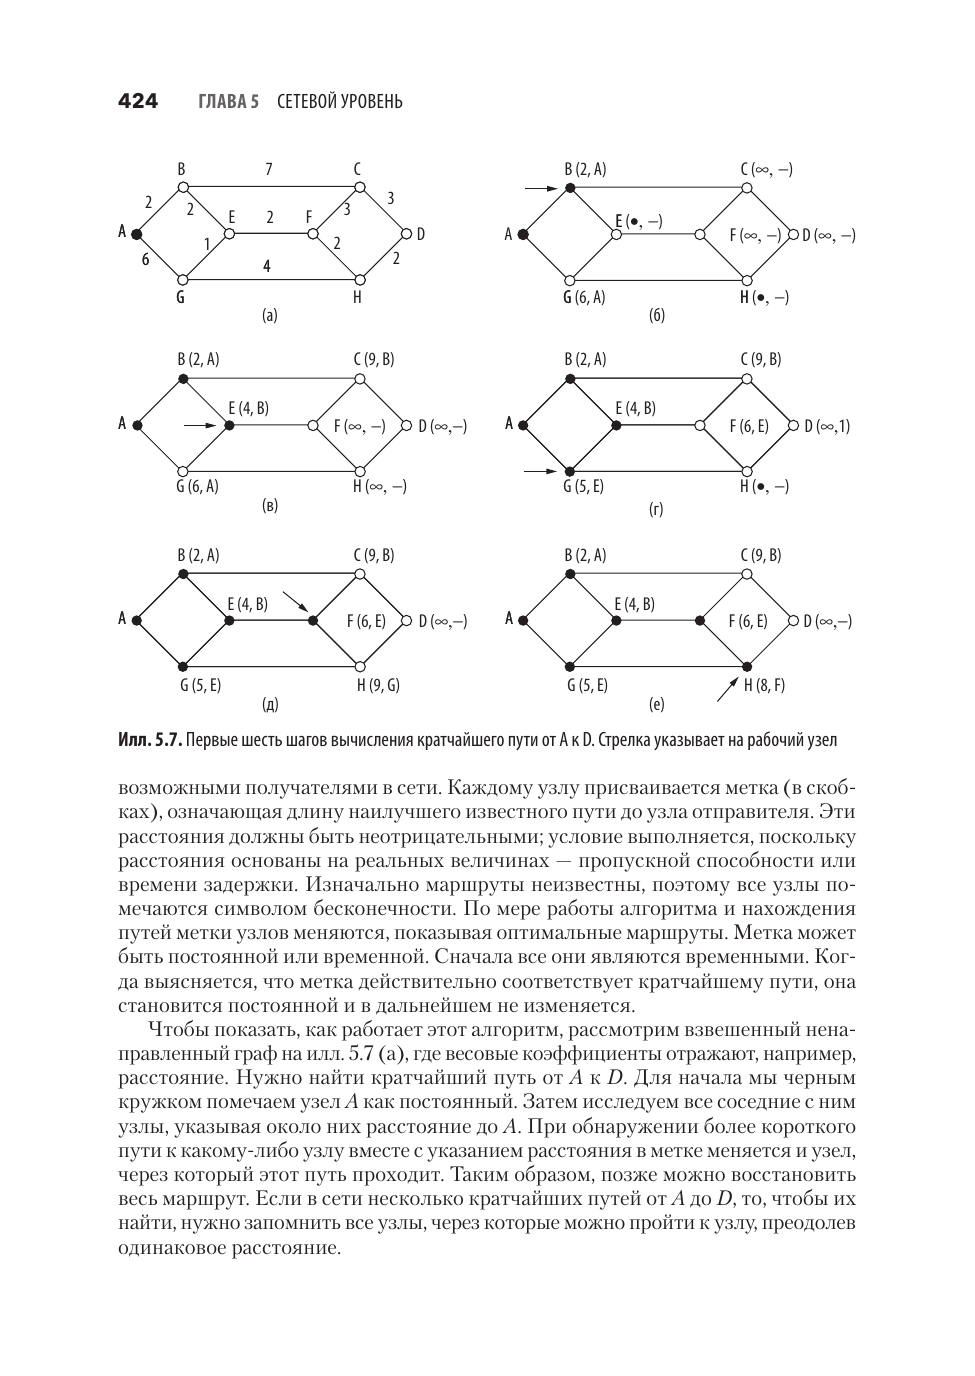 424 ГЛАВА 5 СЕТЕВОЙ УРОВЕНЬ
B 7 C
2 2 E 2 F 3 3
A D
6 1 4 2 2
G H
(а)
B (2, A) C (∞, –)
E (•, –)
A F (∞, –) D (∞, –)
G (6, A) H (•, –)
(б)
B (2, A) C (9, B)
E (4, B)
A F (∞, –) D (∞,–)
G (6, A) H (∞, –)
(в)
B (2, A) C (9, B)
E (4, B)
A F (6, E) D (∞,1)
G (5, E) H (•, –)
(г)
B (2, A) C (9, B)
E (4, B)
A F (6, E) D (∞,–)
G (5, E) H (9, G)
(д)
B (2, A) C (9, B)
E (4, B)
A F (6, E) D (∞,–)
G (5, E) H (8, F)
(е)
Илл. 5.7. Первые шесть шагов вычисления кратчайшего пути от A к D. Стрелка указывает на рабочий узел
возможными получателями в сети. Каждому узлу присваивается метка (в скоб-
ках), означающая длину наилучшего известного пути до узла отправителя. Эти
расстояния должны быть неотрицательными; условие выполняется, поскольку
расстояния основаны на реальных величинах — пропускной способности или
времени задержки. Изначально маршруты неизвестны, поэтому все узлы по-
мечаются символом бесконечности. По мере работы алгоритма и нахождения
путей метки узлов меняются, показывая оптимальные маршруты. Метка может
быть постоянной или временной. Сначала все они являются временными. Ког-
да выясняется, что метка действительно соответствует кратчайшему пути, она
становится постоянной и в дальнейшем не изменяется.
Чтобы показать, как работает этот алгоритм, рассмотрим взвешенный нена-
правленный граф на илл. 5.7 (а), где весовые коэффициенты отражают, например,
расстояние. Нужно найти кратчайший путь от A к D. Для начала мы черным
кружком помечаем узел A как постоянный. Затем исследуем все соседние с ним
узлы, указывая около них расстояние до A. При обнаружении более короткого
пути к какому-либо узлу вместе с указанием расстояния в метке меняется и узел,
через который этот путь проходит. Таким образом, позже можно восстановить
весь маршрут. Если в сети несколько кратчайших путей от A до D, то, чтобы их
найти, нужно запомнить все узлы, через которые можно пройти к узлу, преодолев
одинаковое расстояние.